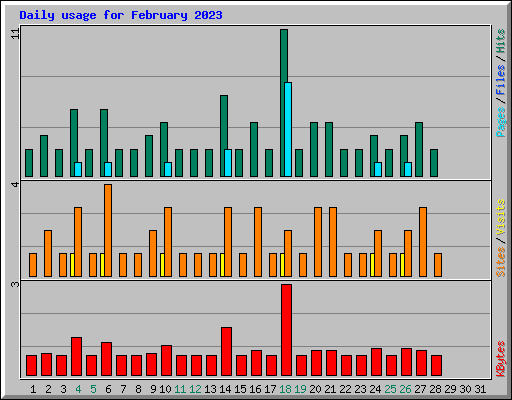 Daily usage for February 2023
11
4
3
Pages / Files / Hits
Sites / Visits
KBytes
1 2 3 4 5 6 7 8 9 10 11 12 13 14 15 16 17 18 19 20 21 22 23 24 25 26 27 28 29 30 31